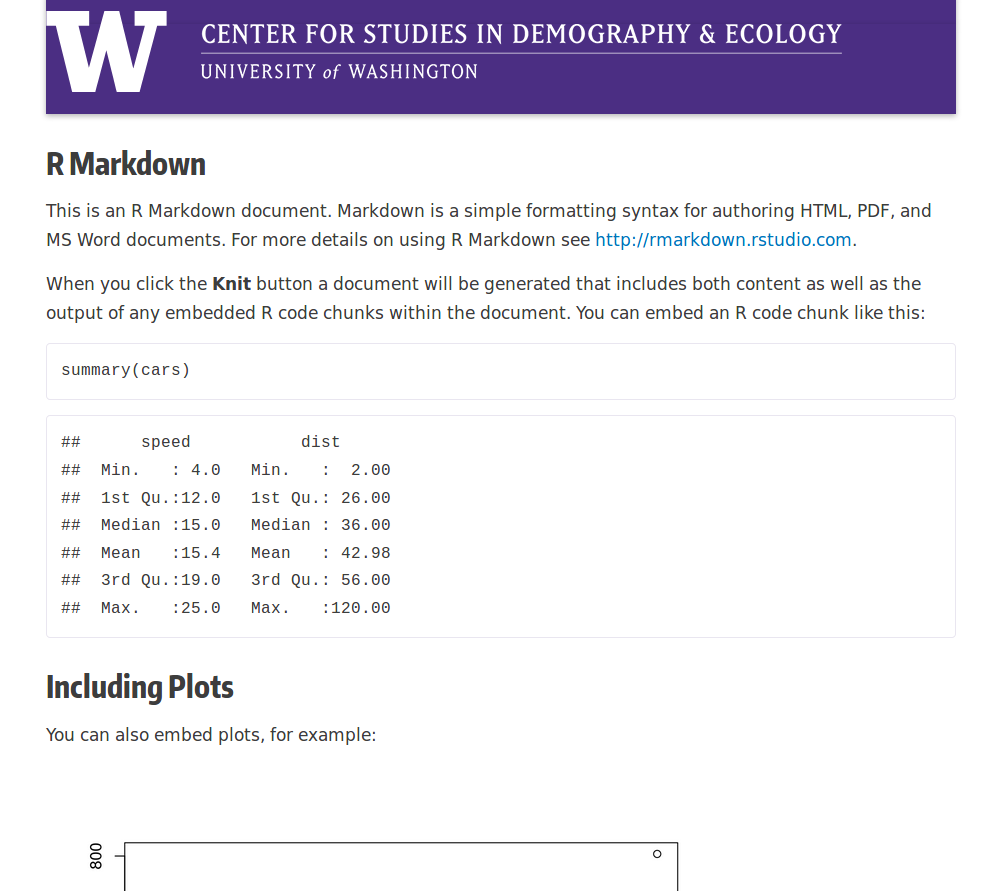 W
CENTER FOR STUDIES IN DEMOGRAPHY & ECOLOGY
UNIVERSITY of WASHINGTON
R Markdown
This is an R Markdown document. Markdown is a simple formatting syntax for authoring HTML, PDF, and
MS Word documents. For more details on using R Markdown see http://rmarkdown.rstudio.com.
When you click the Knit button a document will be generated that includes both content as well as the
output of any embedded R code chunks within the document. You can embed an R code chunk like this:
summary(cars)
##      speed           dist
##  Min.   : 4.0   Min.   :  2.00
##  1st Qu.:12.0   1st Qu.: 26.00
##  Median :15.0   Median : 36.00
##  Mean   :15.4   Mean   : 42.98
##  3rd Qu.:19.0   3rd Qu.: 56.00
##  Max.   :25.0   Max.   :120.00
Including Plots
You can also embed plots, for example:
800